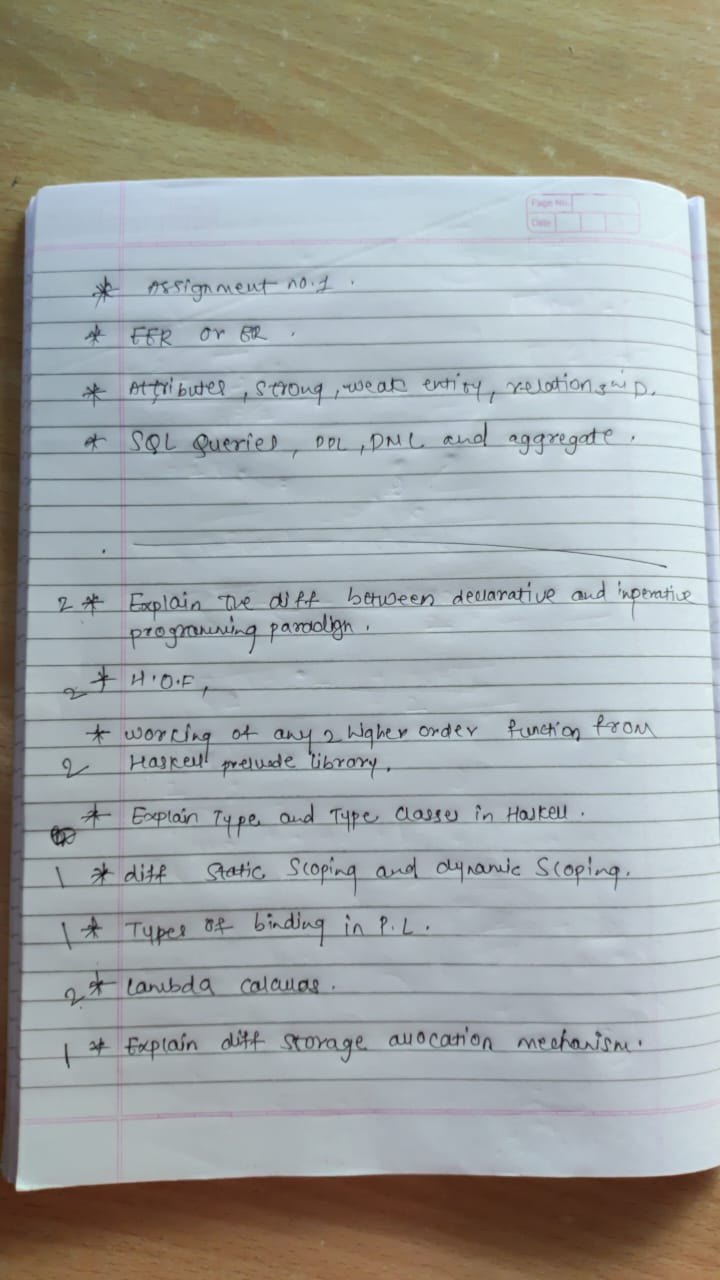 Page No.
Date
* Assignment no.1.
* EER or ER.
* Attributes, strong, weak entity, relationship.
* SQL Queries, DDL, DML and aggregate.
2 * Explain the diff between declarative and inperative
programming paradign.
2 * H.O.F,
* working of any 2 higher order function from
2 Haskell prelude library.
* Explain Type and Type Classes in Haskell.
1 * diff Static Scoping and dynamic Scoping.
1 * Types of binding in P.L.
2 * lambda calculas.
1 * Explain diff storage allocation mechanism.